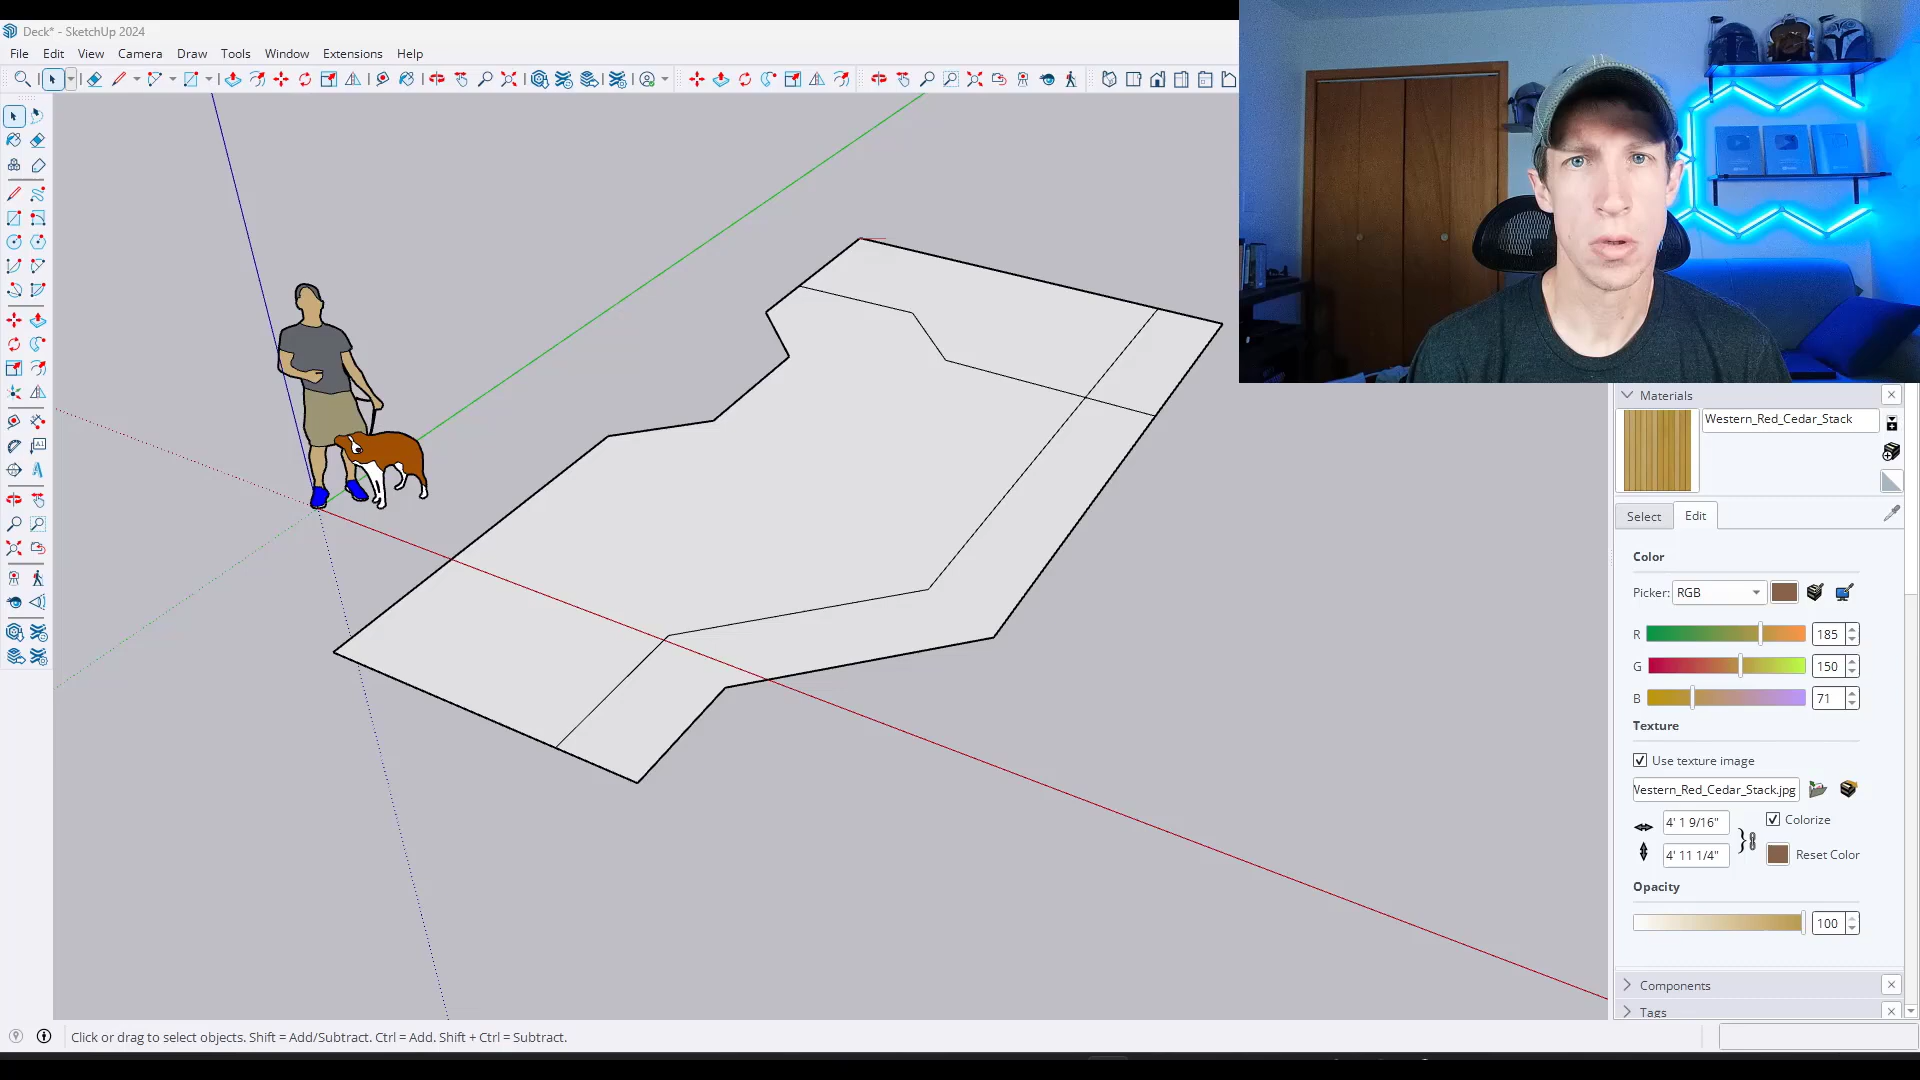 Deck* - SketchUp 2024
File Edit View Camera Draw Tools Window Extensions Help
Materials
Western_Red_Cedar_Stack
Select Edit
Color
Picker: RGB
R 185
G 150
B 71
Texture
Use texture image
Western_Red_Cedar_Stack.jpg
4' 1 9/16" Colorize
4' 11 1/4" Reset Color
Opacity
100
Components
Tags
Click or drag to select objects. Shift = Add/Subtract. Ctrl = Add. Shift + Ctrl = Subtract.